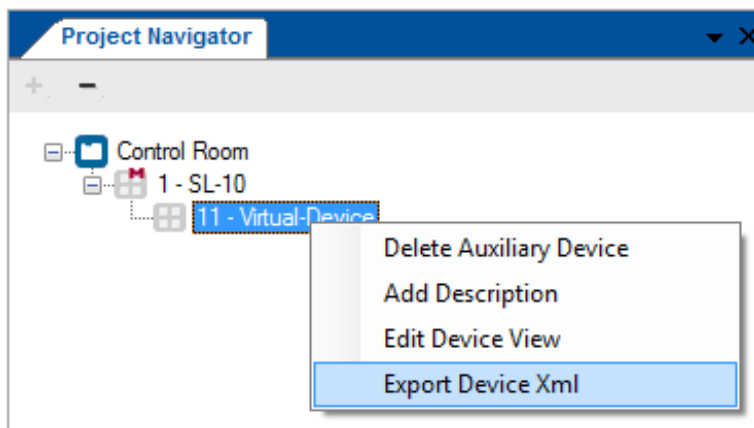 Project Navigator
Control Room
1 - SL-10
11 - Virtual-Device
Delete Auxiliary Device
Add Description
Edit Device View
Export Device Xml